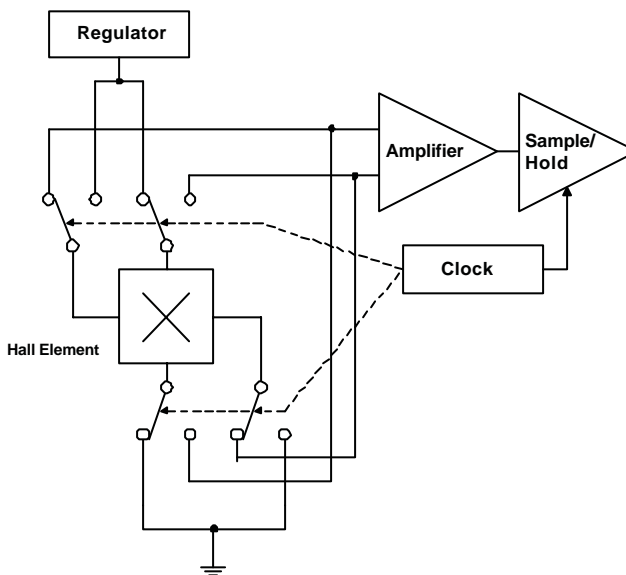 Regulator
Amplifier
Sample/
Hold
Clock
Hall Element